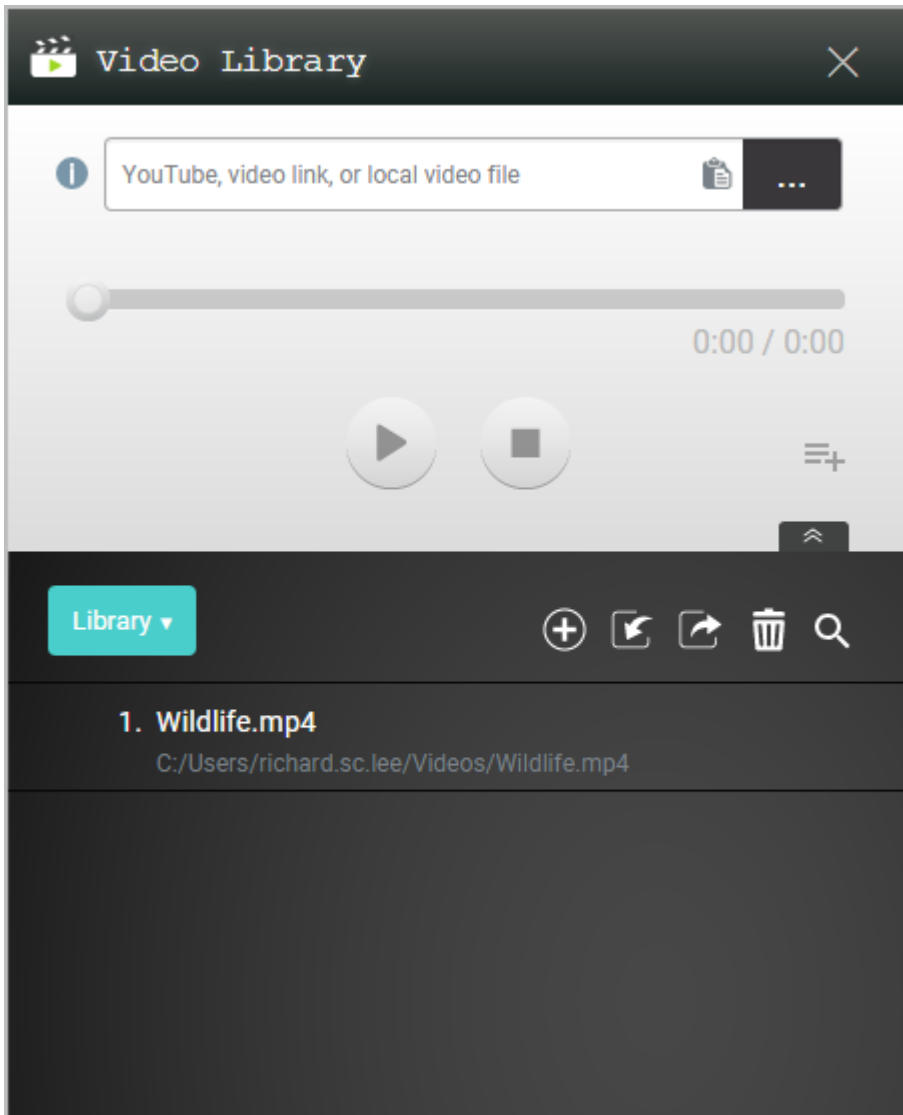 Video Library
YouTube, video link, or local video file
...
0:00 / 0:00
Library ▾
1. Wildlife.mp4
C:/Users/richard.sc.lee/Videos/Wildlife.mp4